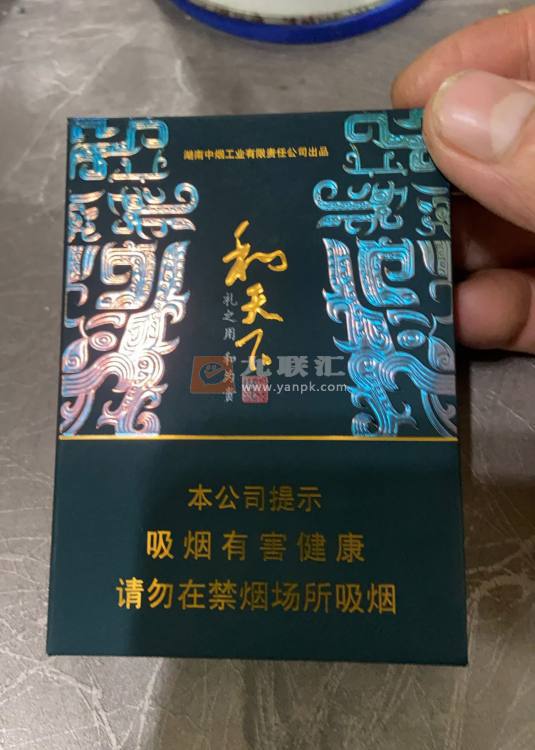 湖南中烟工业有限责任公司出品
和天下
礼之用和为贵
九联汇
www.yanpk.com
本公司提示
吸烟有害健康
请勿在禁烟场所吸烟